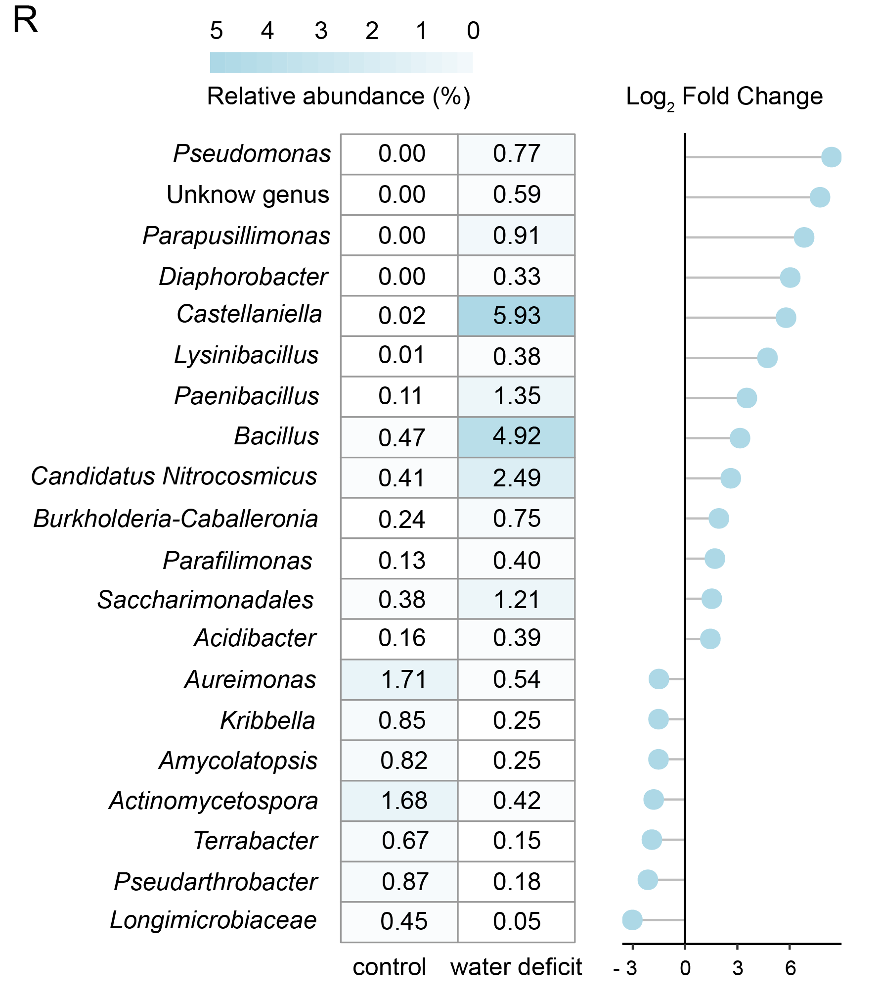 R
5 4 3 2 1 0
Relative abundance (%)
Log2 Fold Change
Pseudomonas 0.00 0.77
Unknow genus 0.00 0.59
Parapusillimonas 0.00 0.91
Diaphorobacter 0.00 0.33
Castellaniella 0.02 5.93
Lysinibacillus 0.01 0.38
Paenibacillus 0.11 1.35
Bacillus 0.47 4.92
Candidatus Nitrocosmicus 0.41 2.49
Burkholderia-Caballeronia 0.24 0.75
Parafilimonas 0.13 0.40
Saccharimonadales 0.38 1.21
Acidibacter 0.16 0.39
Aureimonas 1.71 0.54
Kribbella 0.85 0.25
Amycolatopsis 0.82 0.25
Actinomycetospora 1.68 0.42
Terrabacter 0.67 0.15
Pseudarthrobacter 0.87 0.18
Longimicrobiaceae 0.45 0.05
control water deficit
- 3 0 3 6